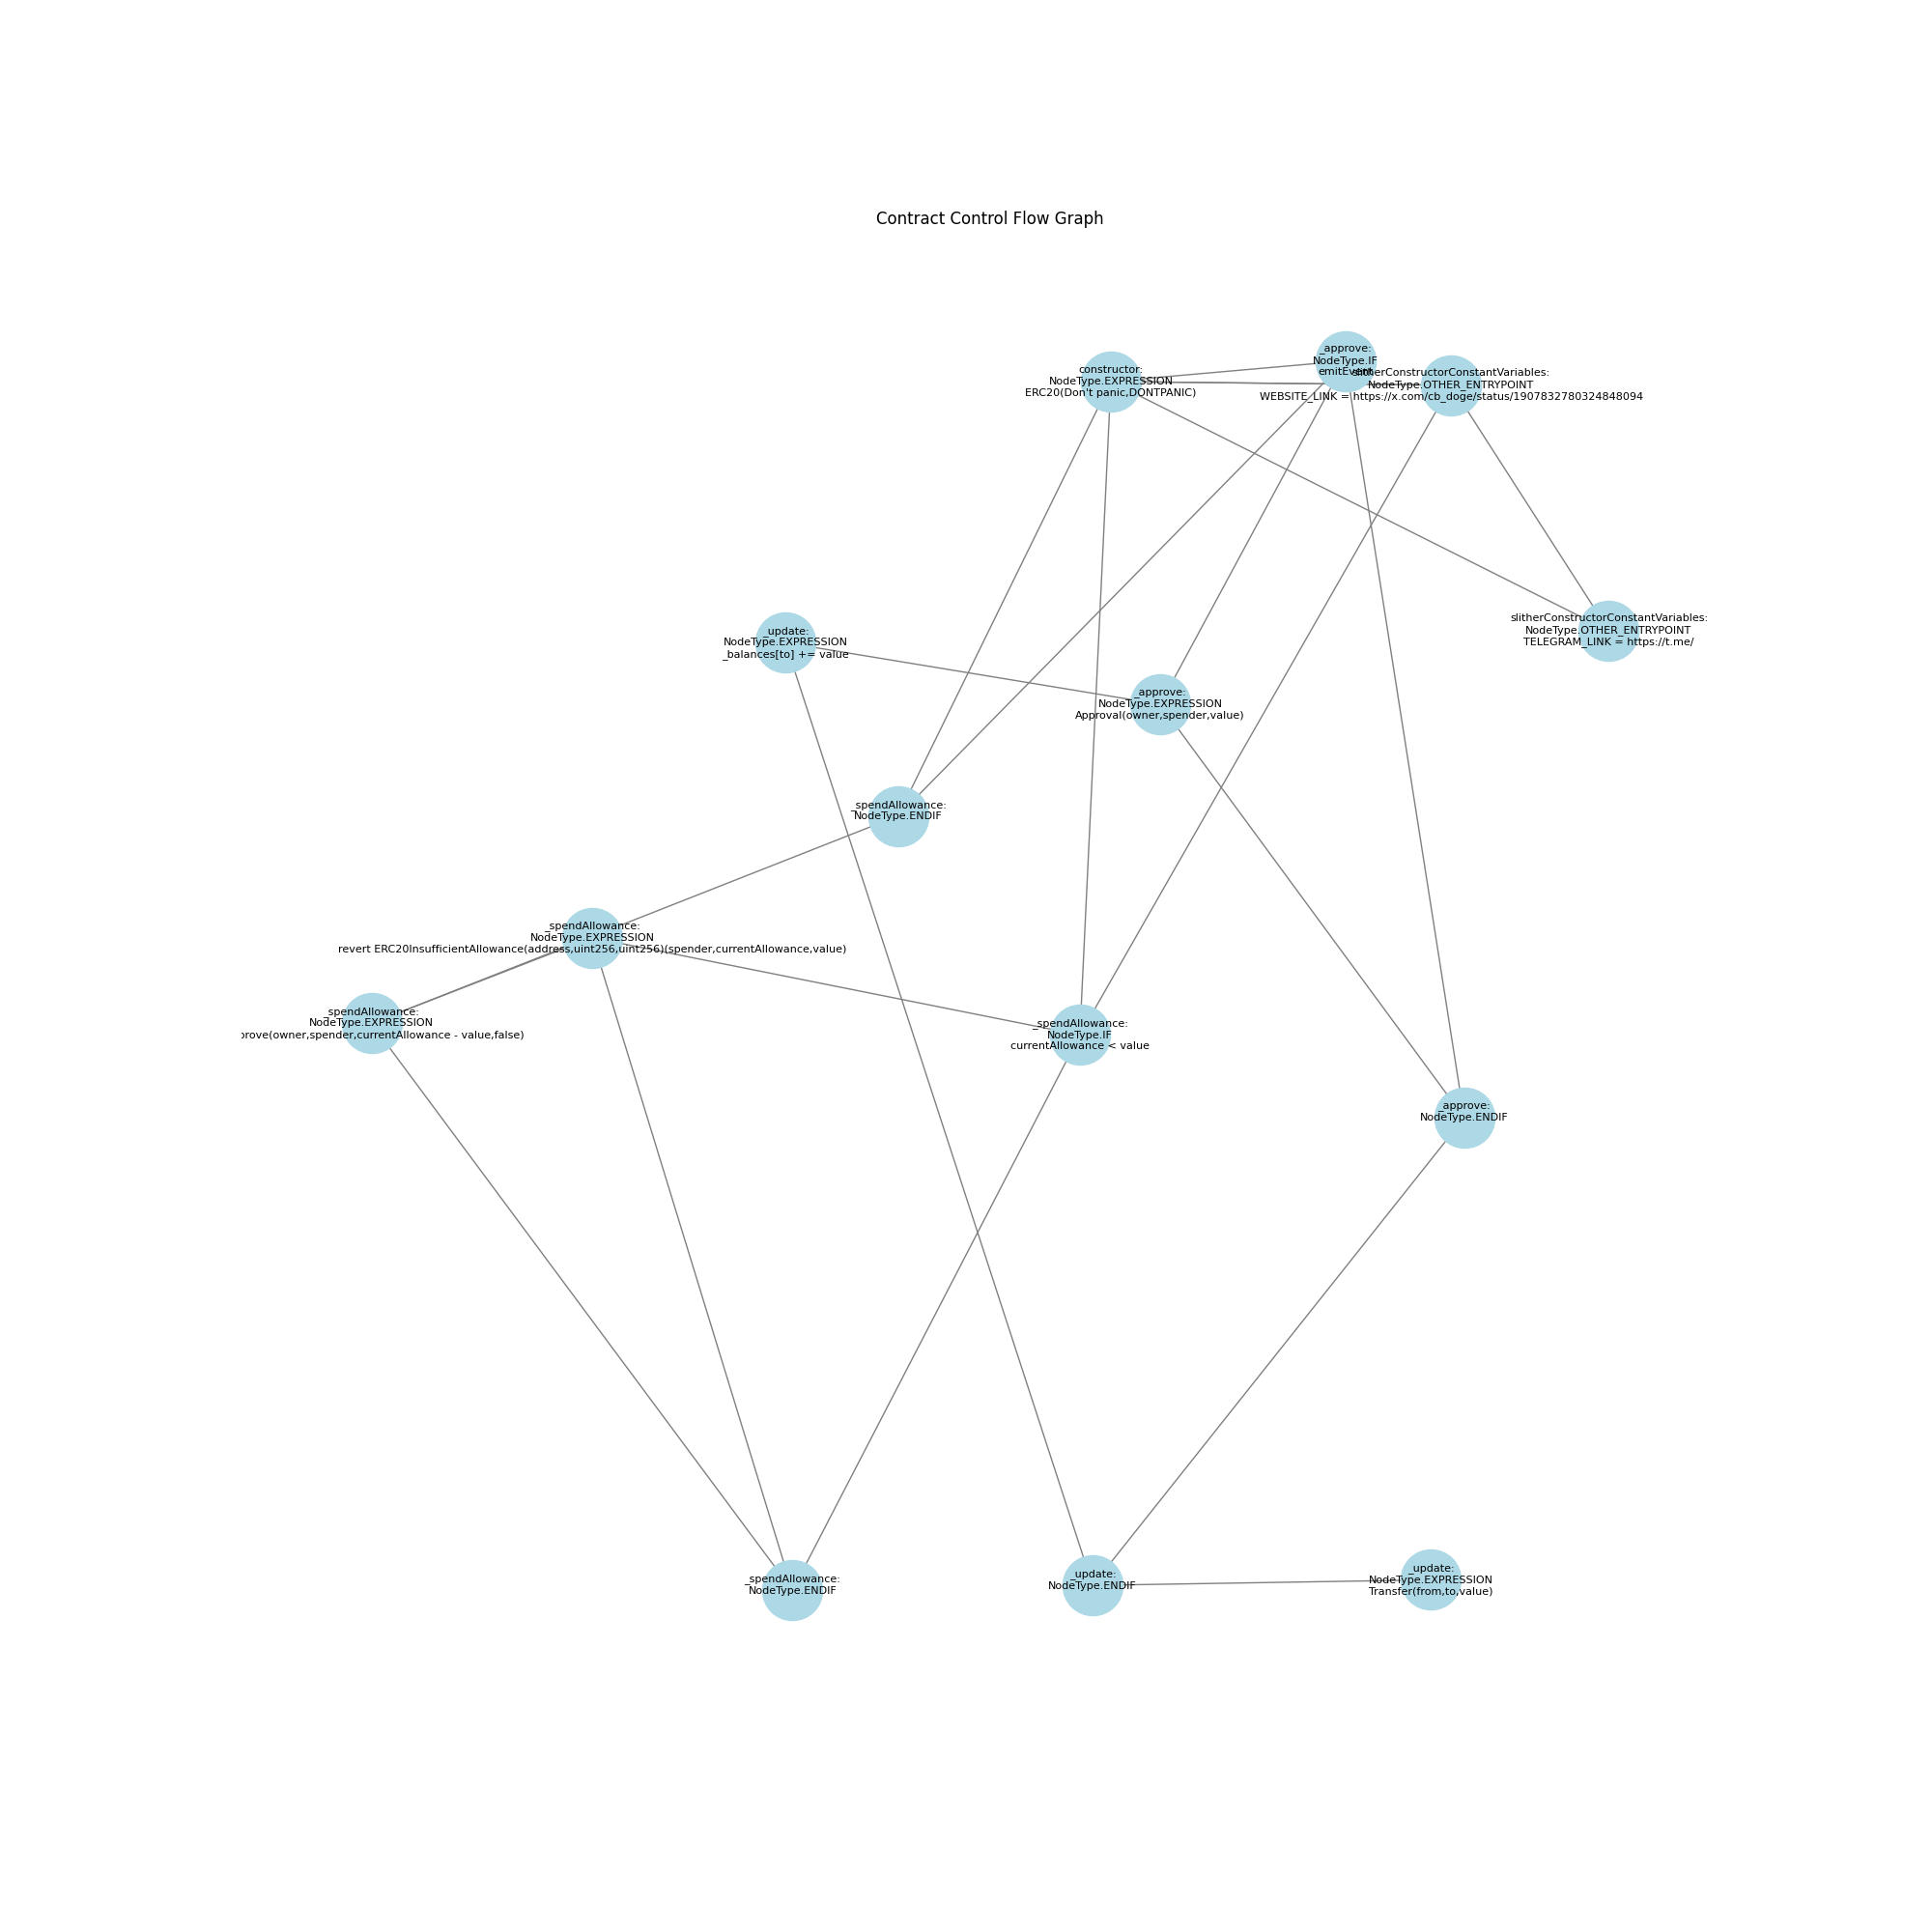 Contract Control Flow Graph
_approve:
NodeType.IF
emitEvent
constructor:
NodeType.EXPRESSION
ERC20(Don't panic,DONTPANIC)
slitherConstructorConstantVariables:
NodeType.OTHER_ENTRYPOINT
WEBSITE_LINK = https://x.com/cb_doge/status/1907832780324848094
slitherConstructorConstantVariables:
NodeType.OTHER_ENTRYPOINT
TELEGRAM_LINK = https://t.me/
_update:
NodeType.EXPRESSION
_balances[to] += value
_approve:
NodeType.EXPRESSION
Approval(owner,spender,value)
_spendAllowance:
NodeType.ENDIF
_spendAllowance:
NodeType.EXPRESSION
revert ERC20InsufficientAllowance(address,uint256,uint256)(spender,currentAllowance,value)
_spendAllowance:
NodeType.EXPRESSION
prove(owner,spender,currentAllowance - value,false)
_spendAllowance:
NodeType.IF
currentAllowance < value
_approve:
NodeType.ENDIF
_spendAllowance:
NodeType.ENDIF
_update:
NodeType.ENDIF
_update:
NodeType.EXPRESSION
Transfer(from,to,value)